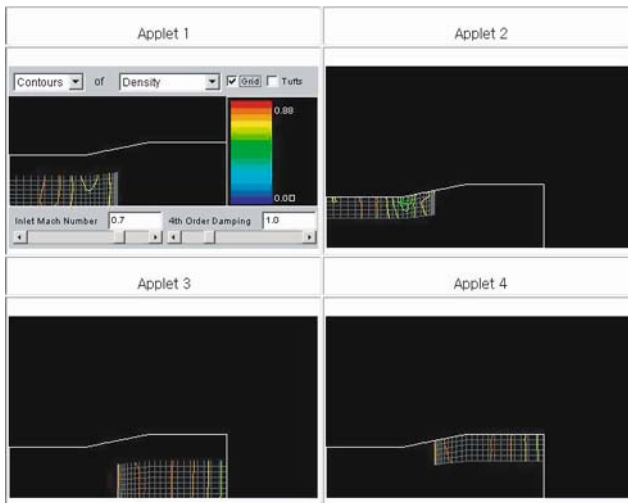 Applet 1
Applet 2
Contours of Density Grid Tufts
0.88
0.0
Inlet Mach Number 0.7 4th Order Damping 1.0
Applet 3
Applet 4